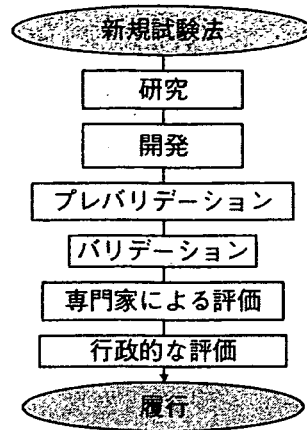 新規試験法
研究
開発
プレバリデーション
バリデーション
専門家による評価
行政的な評価
履行